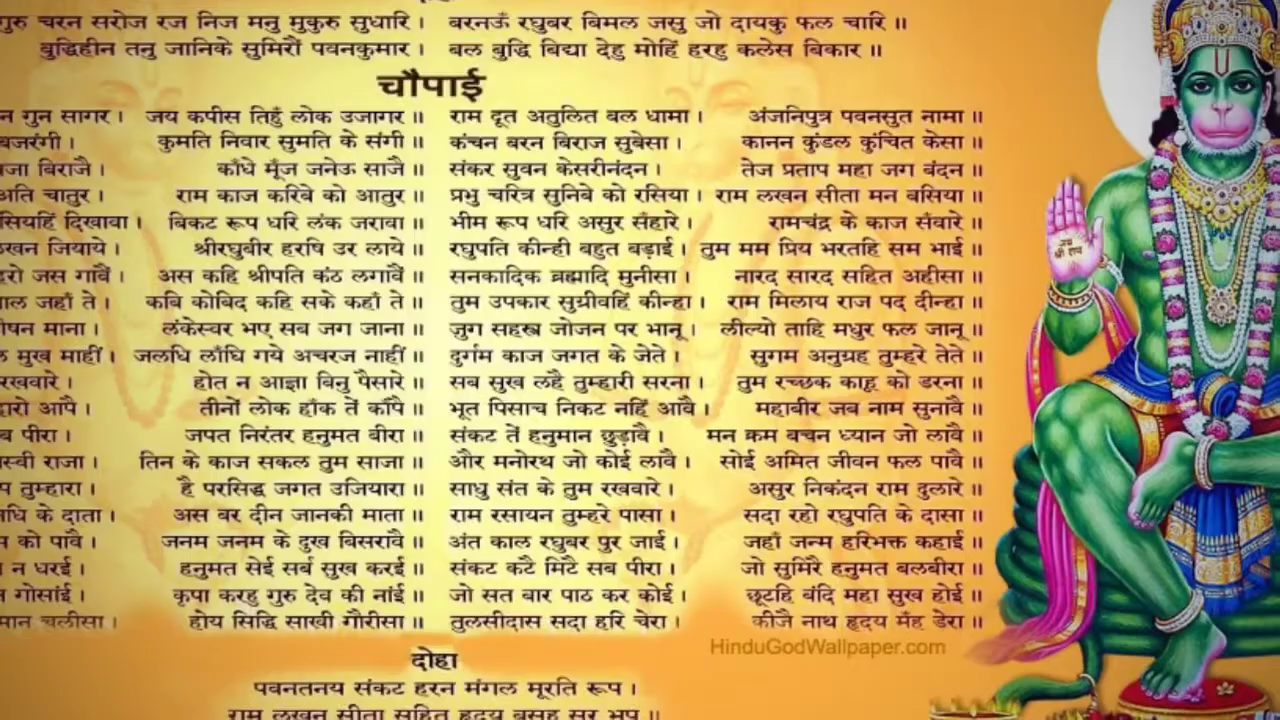 गुरु चरन सरोज रज निज मनु मुकुरु सुधारि। बरनऊँ रघुबर बिमल जसु जो दायकु फल चारि॥
बुद्धिहीन तनु जानिके सुमिरौं पवनकुमार। बल बुद्धि बिद्या देहु मोहिं हरहु कलेस बिकार॥
चौपाई
न गुन सागर। जय कपीस तिहुँ लोक उजागर॥ राम दूत अतुलित बल धामा। अंजनिपुत्र पवनसुत नामा॥
बजरंगी। कुमति निवार सुमति के संगी॥ कंचन बरन बिराज सुबेसा। कानन कुंडल कुंचित केसा॥
जा बिराजै। काँधे मूँज जनेऊ साजै॥ संकर सुवन केसरीनंदन। तेज प्रताप महा जग बंदन॥
अति चातुर। राम काज करिबे को आतुर॥ प्रभु चरित्र सुनिबे को रसिया। राम लखन सीता मन बसिया॥
सियहिं दिखावा। बिकट रूप धरि लंक जरावा॥ भीम रूप धरि असुर सँहारे। रामचंद्र के काज सँवारे॥
लखन जियाये। श्रीरघुबीर हरषि उर लाये॥ रघुपति कीन्ही बहुत बड़ाई। तुम मम प्रिय भरतहि सम भाई॥
हरो जस गावैं। अस कहि श्रीपति कंठ लगावैं॥ सनकादिक ब्रह्मादि मुनीसा। नारद सारद सहित अहीसा॥
ाल जहाँ ते। कबि कोबिद कहि सके कहाँ ते॥ तुम उपकार सुग्रीवहिं कीन्हा। राम मिलाय राज पद दीन्हा॥
ीषन माना। लंकेस्वर भए सब जग जाना॥ जुग सहस्त्र जोजन पर भानू। लील्यो ताहि मधुर फल जानू॥
मुख माहीं। जलधि लाँघि गये अचरज नाहीं॥ दुर्गम काज जगत के जेते। सुगम अनुग्रह तुम्हरे तेते॥
रखवारे। होत न आज्ञा बिनु पैसारे॥ सब सुख लहै तुम्हारी सरना। तुम रच्छक काहू को डरना॥
ारो आपै। तीनों लोक हाँक तें काँपै॥ भूत पिसाच निकट नहिं आवै। महाबीर जब नाम सुनावै॥
ब पीरा। जपत निरंतर हनुमत बीरा॥ संकट तें हनुमान छुड़ावै। मन क्रम बचन ध्यान जो लावै॥
स्वी राजा। तिन के काज सकल तुम साजा॥ और मनोरथ जो कोई लावै। सोई अमित जीवन फल पावै॥
प तुम्हारा। है परसिद्ध जगत उजियारा॥ साधु संत के तुम रखवारे। असुर निकंदन राम दुलारे॥
धि के दाता। अस बर दीन जानकी माता॥ राम रसायन तुम्हरे पासा। सदा रहो रघुपति के दासा॥
को पावै। जनम जनम के दुख बिसरावै॥ अंत काल रघुबर पुर जाई। जहाँ जन्म हरिभक्त कहाई॥
न धरई। हनुमत सेई सर्ब सुख करई॥ संकट कटै मिटै सब पीरा। जो सुमिरै हनुमत बलबीरा॥
गोसांई। कृपा करहु गुरु देव की नांई॥ जो सत बार पाठ कर कोई। छूटहि बंदि महा सुख होई॥
मान चलीसा। होय सिद्धि साखी गौरीसा॥ तुलसीदास सदा हरि चेरा। कीजै नाथ हृदय मँह डेरा॥
दोहा
पवनतनय संकट हरन मंगल मूरति रूप।
राम लखन सीता सहित हृदय बसहु सुर भूप॥
HinduGodWallpaper.com
जय
श्री राम